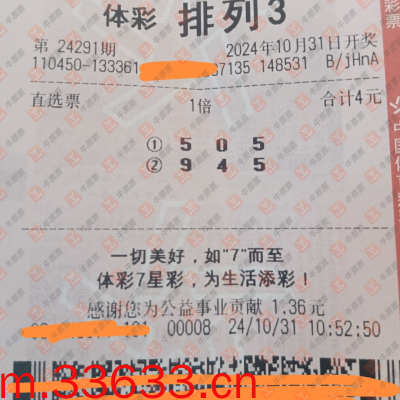 体彩 排列3
第 24291期 2024年10月31日开奖
110450-133361 67135 148531 B/jHnA
直选票 1倍 合计4元
① 5 0 5
② 9 4 5
一切美好，如“7”而至
体彩7星彩，为生活添彩！
感谢您为公益事业贡献 1.36元
00008 24/10/31 10:52:50
m.33633.cn